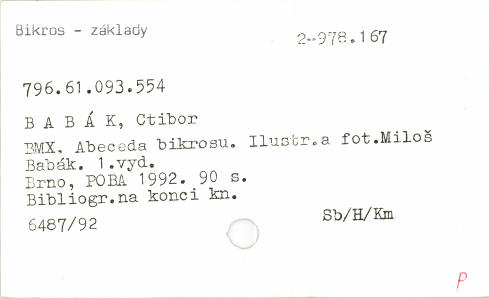 Bikros - základy
2-978.167
796.61.093.554
B A B Á K, Ctibor
BMX. Abeceda bikrosu. Ilustr.a fot.Miloš
Babák. 1.vyd.
Brno, POBA 1992. 90 s.
Bibliogr.na konci kn.
6487/92
Sb/H/Km
P